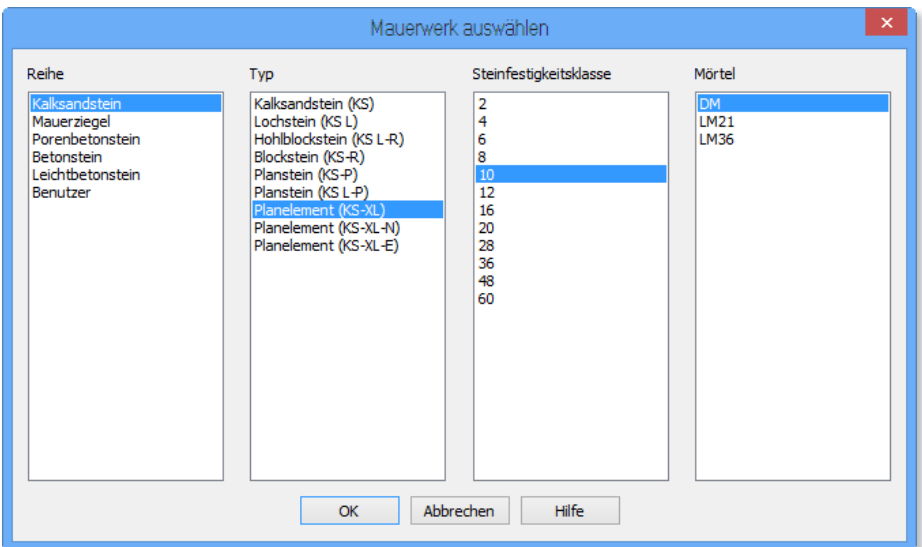 Mauerwerk auswählen
Reihe
Kalksandstein
Mauerziegel
Porenbetonstein
Betonstein
Leichtbetonstein
Benutzer
Typ
Kalksandstein (KS)
Lochstein (KS L)
Hohlblockstein (KS L-R)
Blockstein (KS-R)
Planstein (KS-P)
Planstein (KS L-P)
Planelement (KS-XL)
Planelement (KS-XL-N)
Planelement (KS-XL-E)
Steinfestigkeitsklasse
2
4
6
8
10
12
16
20
28
36
48
60
Mörtel
DM
LM21
LM36
OK
Abbrechen
Hilfe